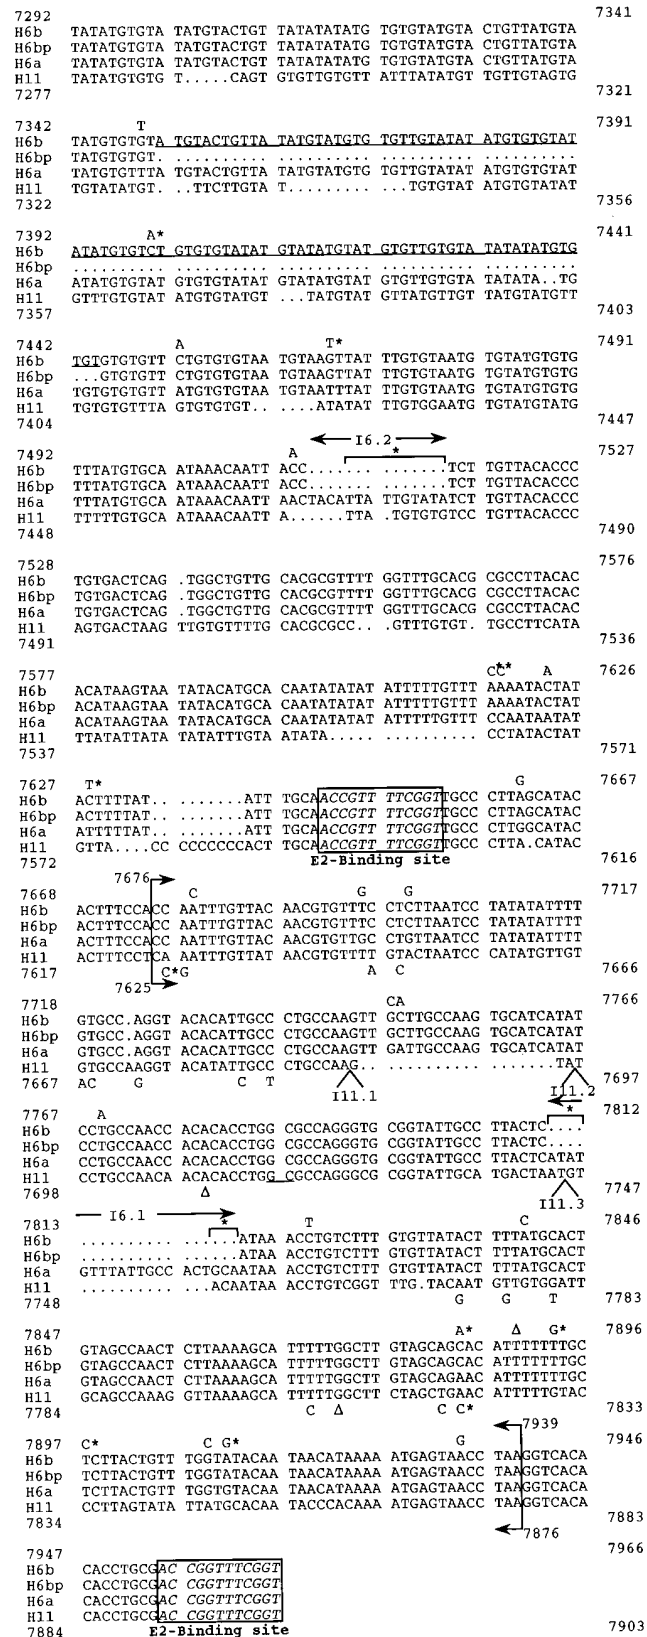 7292 7341
H6b TATATGTGTA TATGTACTGT TATATATATG TGTGTATGTA CTGTTATGTA
H6bp TATATGTGTA TATGTACTGT TATATATATG TGTGTATGTA CTGTTATGTA
H6a TATATGTGTA TATGTACTGT TATATATATG TGTGTATGTA CTGTTATGTA
H11 TATATGTGTG T.....CAGT GTGTTGTGTT ATTTATATGT TGTTGTAGTG
7277 7321
7342 T 7391
H6b TATGTGTGTA TGTACTGTTA TATGTATGTG TGTTGTATAT ATGTGTGTAT
H6bp TATGTGTGT. .......... .......... .......... ..........
H6a TATGTGTTTA TGTACTGTTA TATGTATGTG TGTTGTATAT ATGTGTGTAT
H11 TGTATATGT. ..TTCTTGTAT .......... .TGTGTATAT ATGTGTATAT
7322 7356
7392 A* 7441
H6b ATATGTGTCT GTGTGTATAT GTATATGTAT GTGTTGTGTA TATATATGTG
H6bp .......... .......... .......... .......... ..........
H6a ATATGTGTAT GTGTGTATAT GTATATGTAT GTGTTGTGTA TATATA..TG
H11 GTTTGTGTAT ATGTGTATGT ...TATGTAT GTTATGTTGT TATGTATGTT
7357 7403
7442 A T* 7491
H6b TGTGTGTGTT CTGTGTGTAA TGTAAGTTAT TTGTGTAATG TGTATGTGTG
H6bp ...GTGTGTT CTGTGTGTAA TGTAAGTTAT TTGTGTAATG TGTATGTGTG
H6a TGTGTGTGTT ATGTGTGTAA TGTAATTTAT TTGTGTAATG TGTATGTGTG
H11 TGTGTGTTTA GTGTGTGT.. ....ATATAT TTGTGGAATG TGTATGTATG
7404 7447
I6.2
7492 A * 7527
H6b TTTATGTGCA ATAAACAATT ACC....... .......TCT TGTTACACCC
H6bp TTTATGTGCA ATAAACAATT ACC....... .......TCT TGTTACACCC
H6a TTTATGTGCA ATAAACAATT AACTACATTA TTGTATATCT TGTTACACCC
H11 TTTTTGTGCA ATAAACAATT A.....TTA. TGTGTGTCC TGTTACACCC
7448 7490
7528 7576
H6b TGTGACTCAG .TGGCTGTTG CACGCGTTTT GGTTTGCACG CGCCTTACAC
H6bp TGTGACTCAG .TGGCTGTTG CACGCGTTTT GGTTTGCACG CGCCTTACAC
H6a TGTGACTCAG .TGGCTGTTG CACGCGTTTT GGTTTGCACG CGCCTTACAC
H11 AGTGACTAAG TTGTGTTTTG CACGCGCC.. .GTTTGTGT. TGCCTTCATA
7491 7536
7577 CC** A 7626
H6b ACATAAGTAA TATACATGCA CAATATATAT ATTTTTGTTT AAAATACTAT
H6bp ACATAAGTAA TATACATGCA CAATATATAT ATTTTTGTTT AAAATACTAT
H6a ACATAAGTAA TATACATGCA CAATATATAT ATTTTTGTTT CCAATAATAT
H11 TTATATTATA TATATTTGTA AATATA.... .......... CCTATACTAT
7537 7571
7627 T* G 7667
H6b ACTTTTAT.. .......ATT TGCAACCGTT TTCGGTTGCC CTTAGCATAC
H6bp ACTTTTAT.. .......ATT TGCAACCGTT TTCGGTTGCC CTTAGCATAC
H6a ATTTTTAT.. .......ATT TGCAACCGTT TTCGGTTGCC CTTGGCATAC
H11 GTTA....CC CCCCCCCACTT TGCAACCGTT TTCGGTTGCC CTTA.CATAC
7572 E2-Binding site 7616
7676
7668 C G G 7717
H6b ACTTTCCACC AATTTGTTAC AACGTGTTTC CTCTTAATCC TATATATTTT
H6bp ACTTTCCACC AATTTGTTAC AACGTGTTTC CTCTTAATCC TATATATTTT
H6a ACTTTCCACC AATTTGTTAC AACGTGTTGC CTGTTAATCC TATATATTTT
H11 ACTTTCCTCA AATTTGTTAT AACGTGTTTT GTACTAATCC CATATGTTGT
7617 C*G A C 7666
7625
7718 CA 7766
H6b GTGCC.AGGT ACACATTGCC CTGCCAAGTT GCTTGCCAAG TGCATCATAT
H6bp GTGCC.AGGT ACACATTGCC CTGCCAAGTT GCTTGCCAAG TGCATCATAT
H6a GTGCC.AGGT ACACATTGCC CTGCCAAGTT GATTGCCAAG TGCATCATAT
H11 GTGCCAAGGT ACATATTGCC CTGCCAAG.. .......... .......TAT
7667 AC G C T 7697
I11.1 I11.2
7767 A 7812
H6b CCTGCCAACC ACACACCTGG CGCCAGGGTG CGGTATTGCC TTACTC....
H6bp CCTGCCAACC ACACACCTGG CGCCAGGGTG CGGTATTGCC TTACTC....
H6a CCTGCCAACC ACACACCTGG CGCCAGGGTG CGGTATTGCC TTACTCATAT
H11 CCTGCCAACA ACACACCTGG CGCCAGGGCG CGGTATTGCA TGACTAATGT
7698 Δ 7747
I11.3
I6.1 *
7813 * T C 7846
H6b .......... ......ATAA ACCTGTCTTT GTGTTATACT TTTATGCACT
H6bp .......... ......ATAA ACCTGTCTTT GTGTTATACT TTTATGCACT
H6a GTTTATTGCC ACTGCAATAA ACCTGTCTTT GTGTTATACT TTTATGCACT
H11 .......... ...ACAATAA ACCTGTCGGT TTG.TACAAT GTTGTGGATT
7748 G G T 7783
7847 A* Δ G* 7896
H6b GTAGCCAACT CTTAAAAGCA TTTTTGGCTT GTAGCAGCAC ATTTTTTTGC
H6bp GTAGCCAACT CTTAAAAGCA TTTTTGGCTT GTAGCAGCAC ATTTTTTTGC
H6a GTAGCCAACT CTTAAAAGCA TTTTTGGCTT GTAGCAGAAC ATTTTTTTGC
H11 GCAGCCAAAG GTTAAAAGCA TTTTTGGCTT CTAGCTGAAC ATTTTTGTAC
7784 C Δ C C* 7833
7897 C* C G* 7939 7946
H6b TCTTACTGTT TGGTATACAA TAACATAAAA ATGAGTAACC TAAGGTCACA
H6bp TCTTACTGTT TGGTATACAA TAACATAAAA ATGAGTAACC TAAGGTCACA
H6a TCTTACTGTT TGGTGTACAA TAACATAAAA ATGAGTAACC TAAGGTCACA
H11 CCTTAGTATA TTATGCACAA TACCCACAAA ATGAGTAACC TAAGGTCACA
7834 7883
7876
7947 7966
H6b CACCTGCGAC CGGTTTCGGT
H6bp CACCTGCGAC CGGTTTCGGT
H6a CACCTGCGAC CGGTTTCGGT
H11 CACCTGCGAC CGGTTTCGGT
7884 E2-Binding site 7903